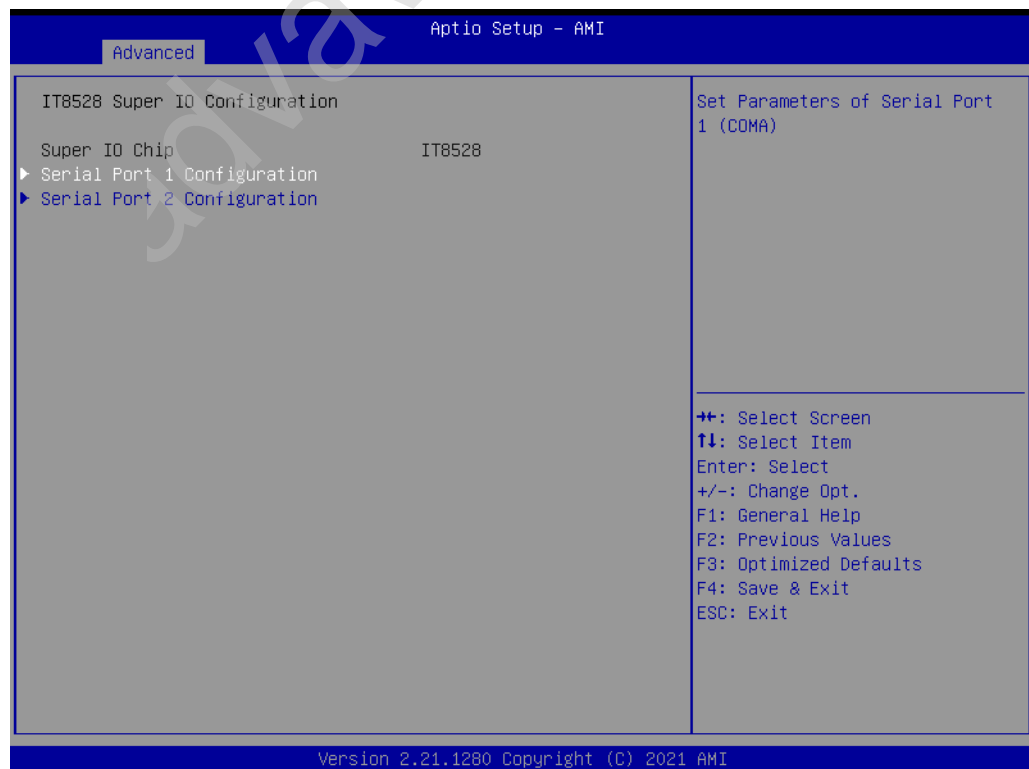 Aptio Setup – AMI
Advanced
IT8528 Super IO Configuration
Super IO Chip IT8528
Serial Port 1 Configuration
Serial Port 2 Configuration
Set Parameters of Serial Port
1 (COMA)
→←: Select Screen
↑↓: Select Item
Enter: Select
+/-: Change Opt.
F1: General Help
F2: Previous Values
F3: Optimized Defaults
F4: Save & Exit
ESC: Exit
Version 2.21.1280 Copyright (C) 2021 AMI